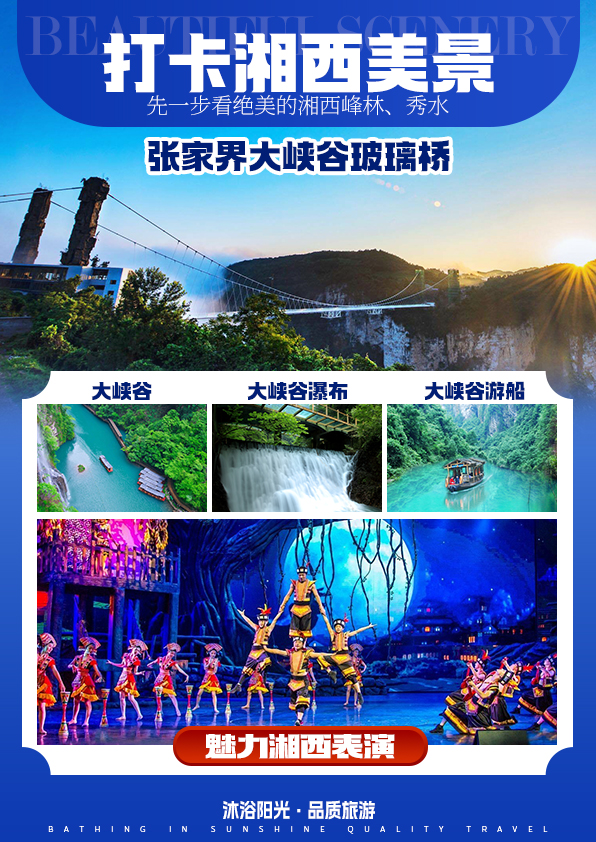 BEAUTIFUL SCENERY
打卡湘西美景
先一步看绝美的湘西峰林、秀水
张家界大峡谷玻璃桥
大峡谷
大峡谷瀑布
大峡谷游船
魅力湘西表演
沐浴阳光·品质旅游
BATHING IN SUNSHINE QUALITY TRAVEL